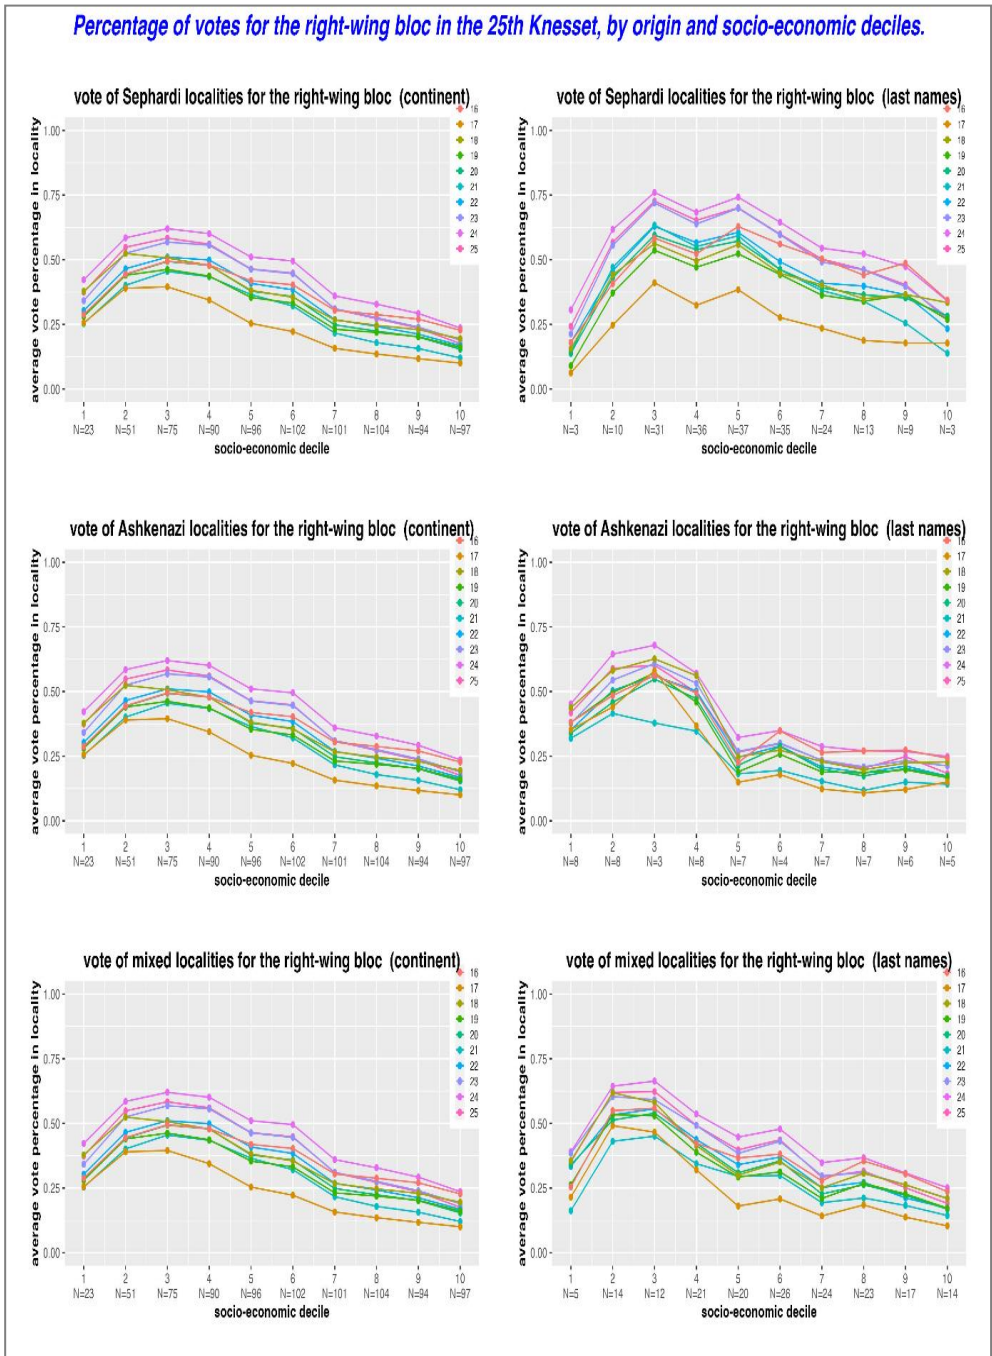 Percentage of votes for the right-wing bloc in the 25th Knesset, by origin and socio-economic deciles.
vote of Sephardi localities for the right-wing bloc (continent)
16
17
18
19
20
21
22
23
24
25
average vote percentage in locality
1.00
0.75
0.50
0.25
0.00
1 2 3 4 5 6 7 8 9 10
N=23 N=51 N=75 N=90 N=96 N=102 N=101 N=104 N=94 N=97
socio-economic decile
vote of Sephardi localities for the right-wing bloc (last names)
16
17
18
19
20
21
22
23
24
25
average vote percentage in locality
1.00
0.75
0.50
0.25
0.00
1 2 3 4 5 6 7 8 9 10
N=3 N=10 N=31 N=36 N=37 N=35 N=24 N=13 N=9 N=3
socio-economic decile
vote of Ashkenazi localities for the right-wing bloc (continent)
16
17
18
19
20
21
22
23
24
25
average vote percentage in locality
1.00
0.75
0.50
0.25
0.00
1 2 3 4 5 6 7 8 9 10
N=23 N=51 N=75 N=90 N=96 N=102 N=101 N=104 N=94 N=97
socio-economic decile
vote of Ashkenazi localities for the right-wing bloc (last names)
16
17
18
19
20
21
22
23
24
25
average vote percentage in locality
1.00
0.75
0.50
0.25
0.00
1 2 3 4 5 6 7 8 9 10
N=8 N=8 N=3 N=8 N=7 N=4 N=7 N=7 N=6 N=5
socio-economic decile
vote of mixed localities for the right-wing bloc (continent)
16
17
18
19
20
21
22
23
24
25
average vote percentage in locality
1.00
0.75
0.50
0.25
0.00
1 2 3 4 5 6 7 8 9 10
N=23 N=51 N=75 N=90 N=96 N=102 N=101 N=104 N=94 N=97
socio-economic decile
vote of mixed localities for the right-wing bloc (last names)
16
17
18
19
20
21
22
23
24
25
average vote percentage in locality
1.00
0.75
0.50
0.25
0.00
1 2 3 4 5 6 7 8 9 10
N=5 N=14 N=12 N=21 N=20 N=26 N=24 N=23 N=17 N=14
socio-economic decile